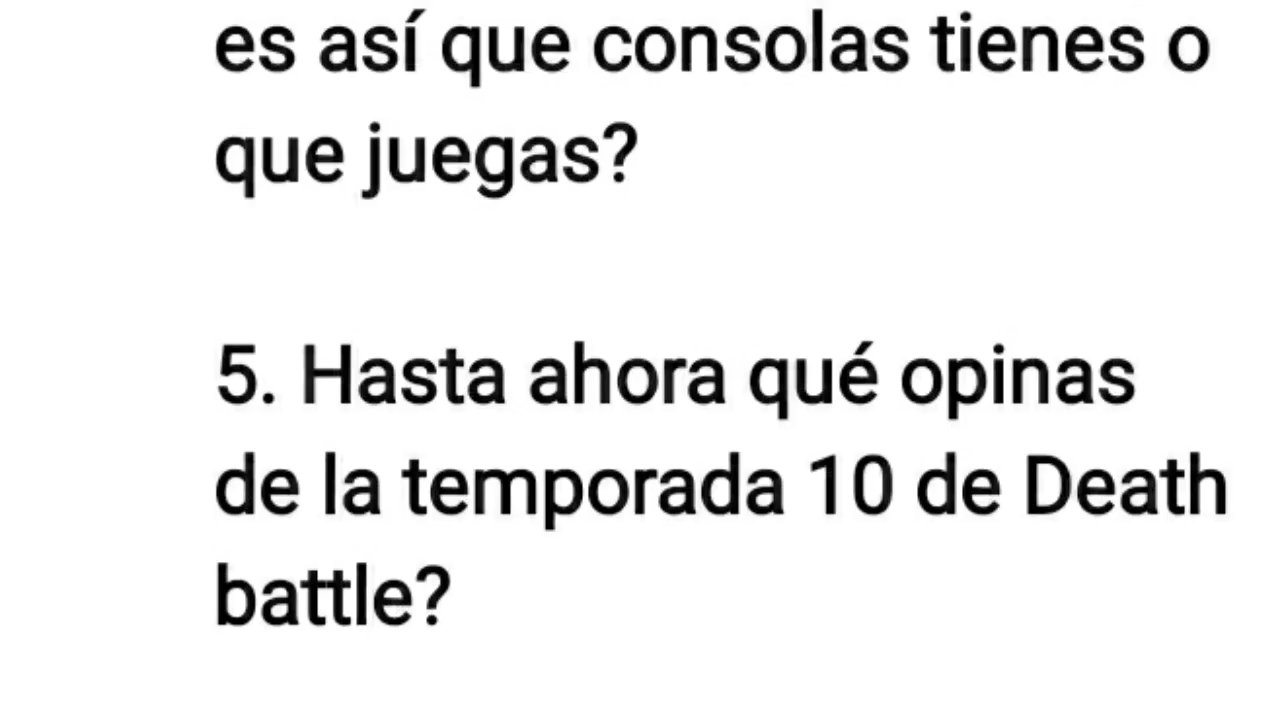 es así que consolas tienes o
que juegas?
5. Hasta ahora qué opinas
de la temporada 10 de Death
battle?